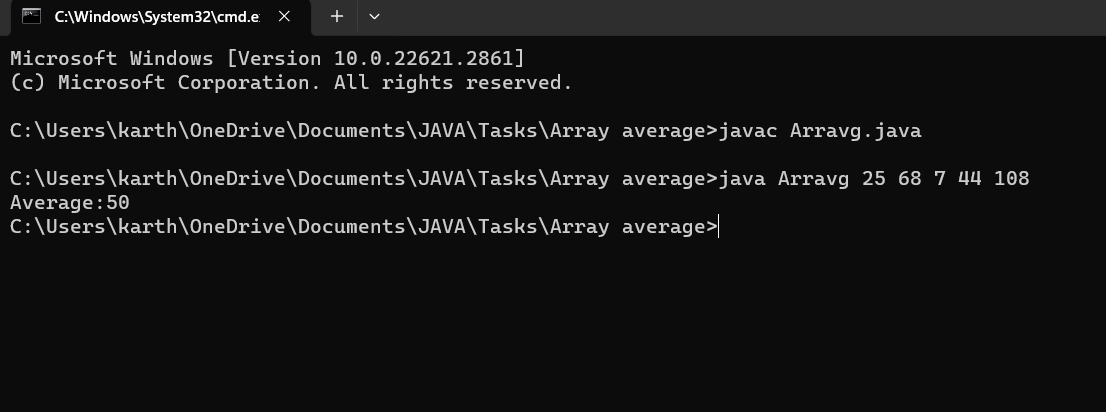 C:\Windows\System32\cmd.e
Microsoft Windows [Version 10.0.22621.2861]
(c) Microsoft Corporation. All rights reserved.
C:\Users\karth\OneDrive\Documents\JAVA\Tasks\Array average>javac Arravg.java
C:\Users\karth\OneDrive\Documents\JAVA\Tasks\Array average>java Arravg 25 68 7 44 108
Average:50
C:\Users\karth\OneDrive\Documents\JAVA\Tasks\Array average>